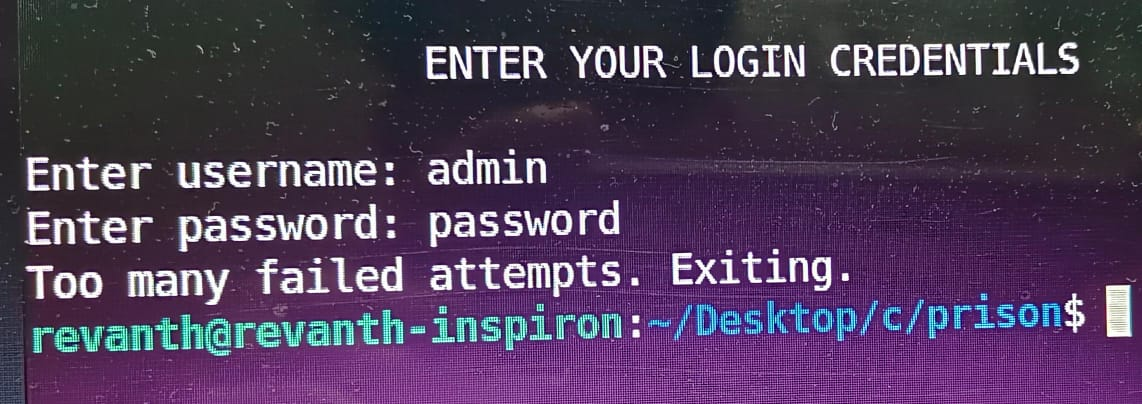 ENTER YOUR LOGIN CREDENTIALS
Enter username: admin
Enter password: password
Too many failed attempts. Exiting.
revanth@revanth-inspiron:~/Desktop/c/prison$